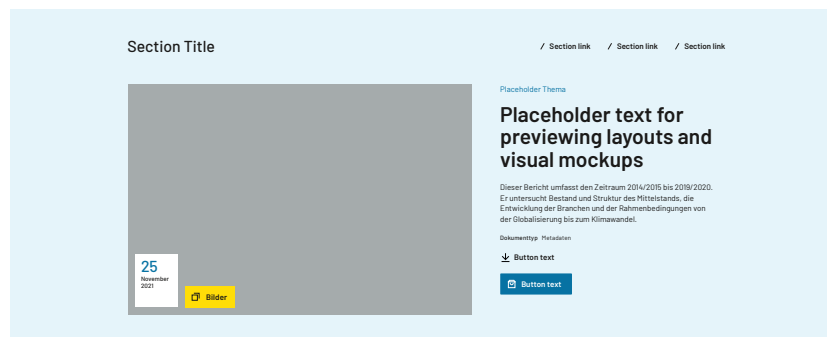 Section Title
/ Section link / Section link / Section link
Placeholder Thema
Placeholder text for
previewing layouts and
visual mockups
Dieser Bericht umfasst den Zeitraum 2014/2015 bis 2019/2020.
Er untersucht Bestand und Struktur des Mittelstands, die
Entwicklung der Branchen und der Rahmenbedingungen von
der Globalisierung bis zum Klimawandel.
Dokumenttyp Metadaten
Button text
Button text
25
November
2021
Bilder